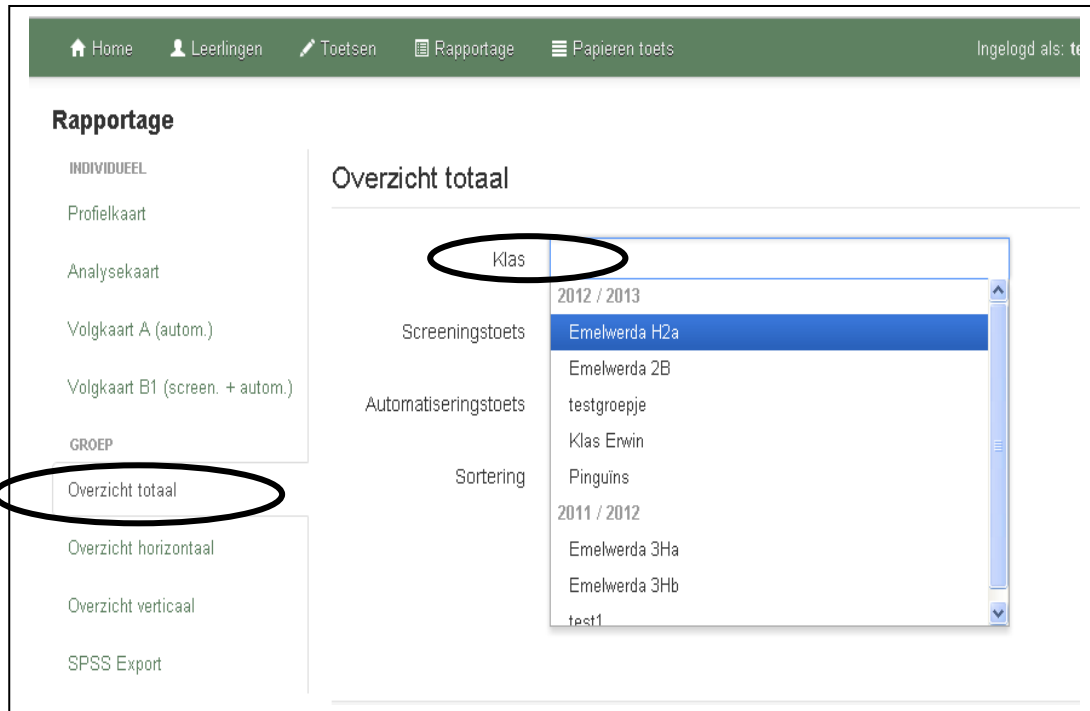 Home Leerlingen Toetsen Rapportage Papieren toets Ingelogd als: te
Rapportage
INDIVIDUEEL
Profielkaart
Analysekaart
Volgkaart A (autom.)
Volgkaart B1 (screen. + autom.)
GROEP
Overzicht totaal
Overzicht horizontaal
Overzicht verticaal
SPSS Export
Overzicht totaal
Klas
Screeningstoets
Automatiseringstoets
Sortering
2012 / 2013
Emelwerda H2a
Emelwerda 2B
testgroepje
Klas Erwin
Pinguïns
2011 / 2012
Emelwerda 3Ha
Emelwerda 3Hb
test1